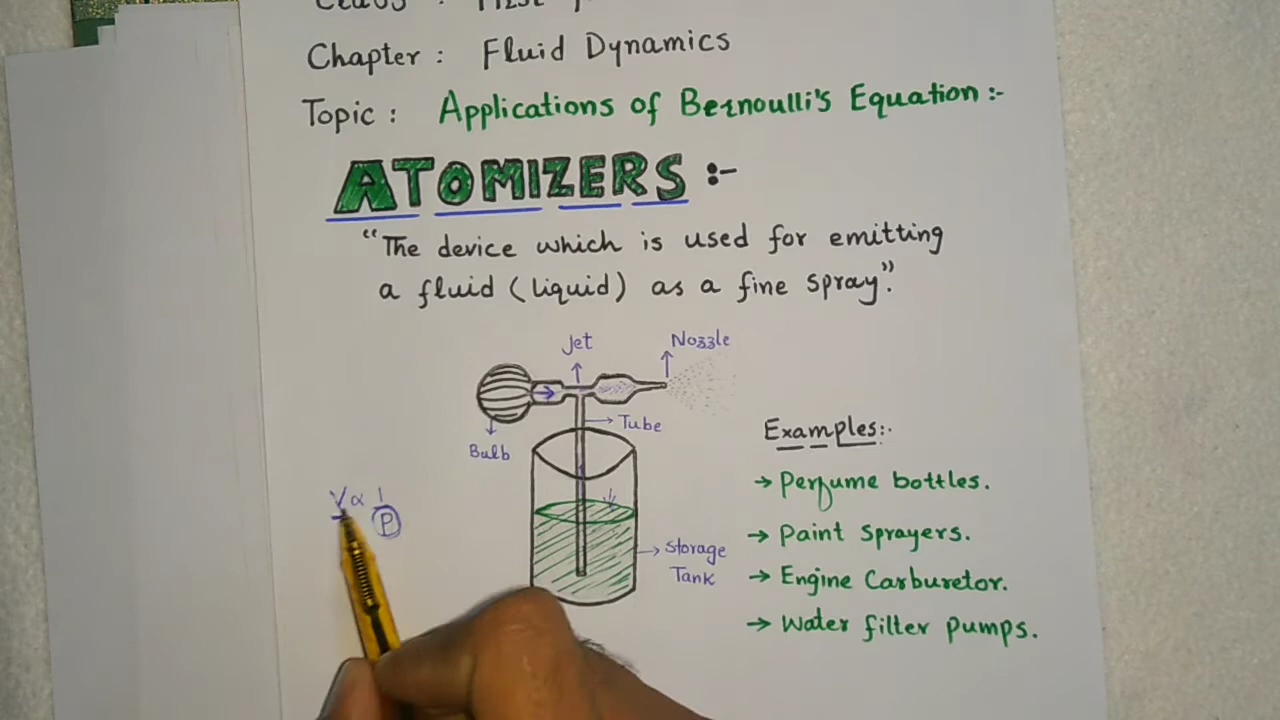 Chapter : Fluid Dynamics
Topic : Applications of Bernoulli's Equation :-
ATOMIZERS :-
“The device which is used for emitting
a fluid (liquid) as a fine spray”.
Jet
Nozzle
Tube
Bulb
Examples:-
→ Perfume bottles.
V ∝ 1/P
→ Paint Sprayers.
Storage
Tank
→ Engine Carburetor.
→ Water filter pumps.